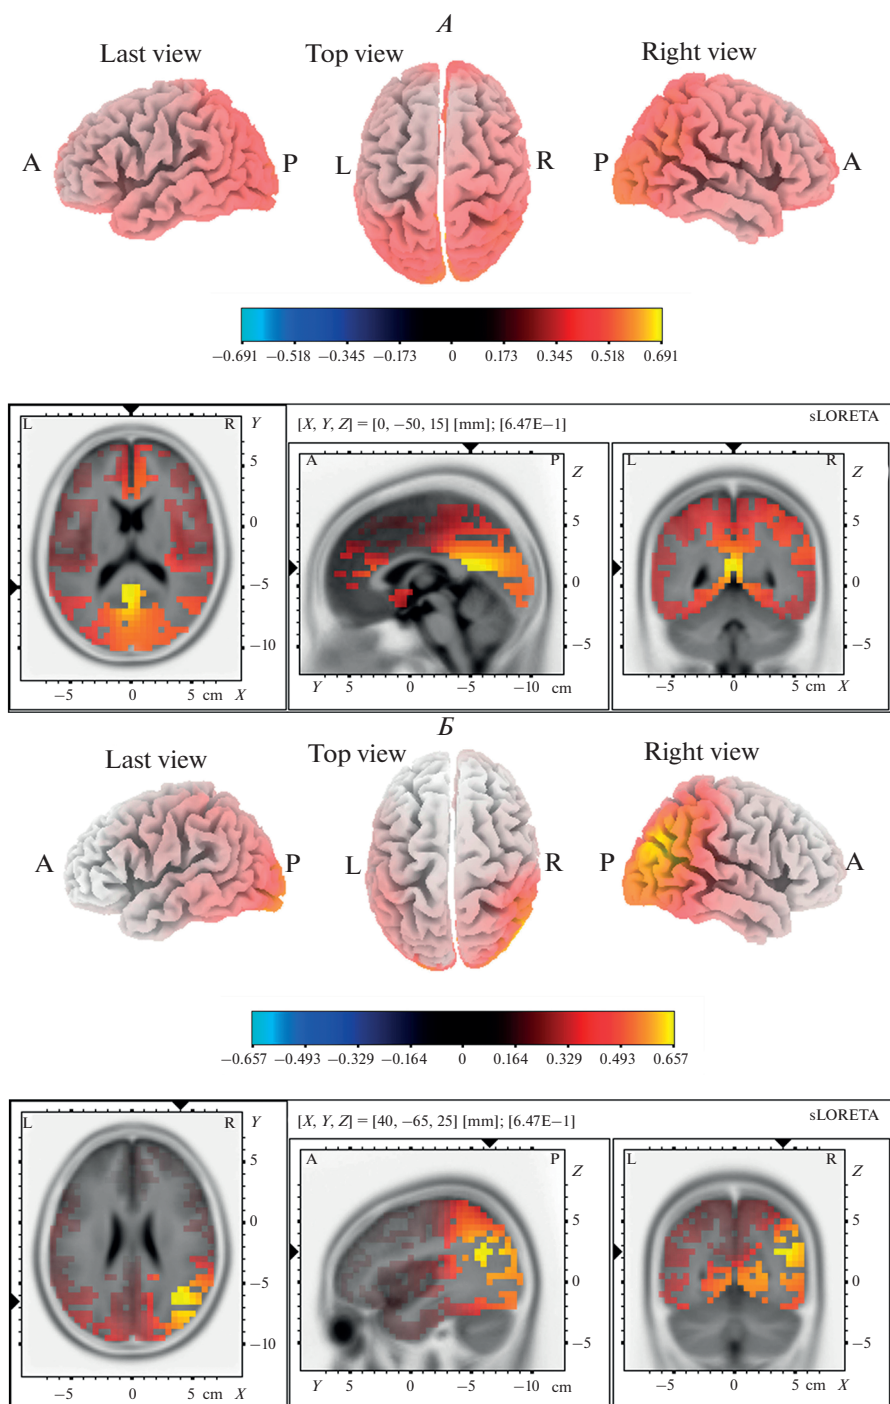 А
Last view Top view Right view
A P L R P A
−0.691 −0.518 −0.345 −0.173 0 0.173 0.345 0.518 0.691
[X, Y, Z] = [0, −50, 15] [mm]; [6.47E−1] sLORETA
L R Y
5
0
−5
−10
−5 0 5 cm X
A P Z
5
0
−5
Y 5 0 −5 −10 cm
L R Z
5
0
−5
−5 0 5 cm X
Б
Last view Top view Right view
A P L R P A
−0.657 −0.493 −0.329 −0.164 0 0.164 0.329 0.493 0.657
[X, Y, Z] = [40, −65, 25] [mm]; [6.47E−1] sLORETA
L R Y
5
0
−5
−10
−5 0 5 cm X
A P Z
5
0
−5
Y 5 0 −5 −10 cm
L R Z
5
0
−5
−5 0 5 cm X